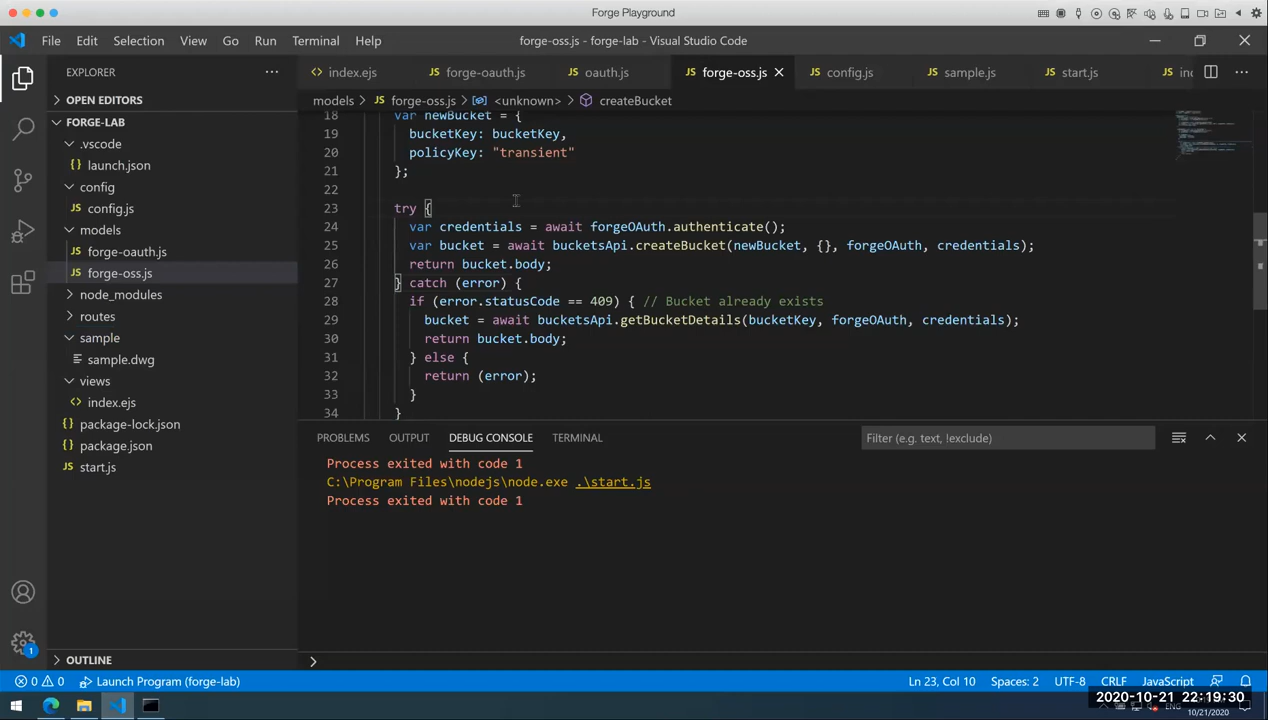 Forge Playground
File Edit Selection View Go Run Terminal Help
forge-oss.js - forge-lab - Visual Studio Code
EXPLORER
index.ejs
JS forge-oauth.js
JS oauth.js
JS forge-oss.js
JS config.js
JS sample.js
JS start.js
JS
OPEN EDITORS
FORGE-LAB
.vscode
{} launch.json
config
JS config.js
models
JS forge-oauth.js
JS forge-oss.js
node_modules
routes
sample
sample.dwg
views
<> index.ejs
{} package-lock.json
{} package.json
JS start.js
OUTLINE
models > JS forge-oss.js > <unknown> > createBucket
18 var newBucket = {
19 bucketKey: bucketKey,
20 policyKey: "transient"
21 };
22
23 try {
24 var credentials = await forgeOAuth.authenticate();
25 var bucket = await bucketsApi.createBucket(newBucket, {}, forgeOAuth, credentials);
26 return bucket.body;
27 } catch (error) {
28 if (error.statusCode == 409) { // Bucket already exists
29 bucket = await bucketsApi.getBucketDetails(bucketKey, forgeOAuth, credentials);
30 return bucket.body;
31 } else {
32 return (error);
33 }
34 }
PROBLEMS OUTPUT DEBUG CONSOLE TERMINAL
Filter (e.g. text, !exclude)
Process exited with code 1
C:\Program Files\nodejs\node.exe .\start.js
Process exited with code 1
1
0 0 Launch Program (forge-lab)
Ln 23, Col 10 Spaces: 2 UTF-8 CRLF JavaScript
2020-10-21 22:19:30
ENG
10/21/2020